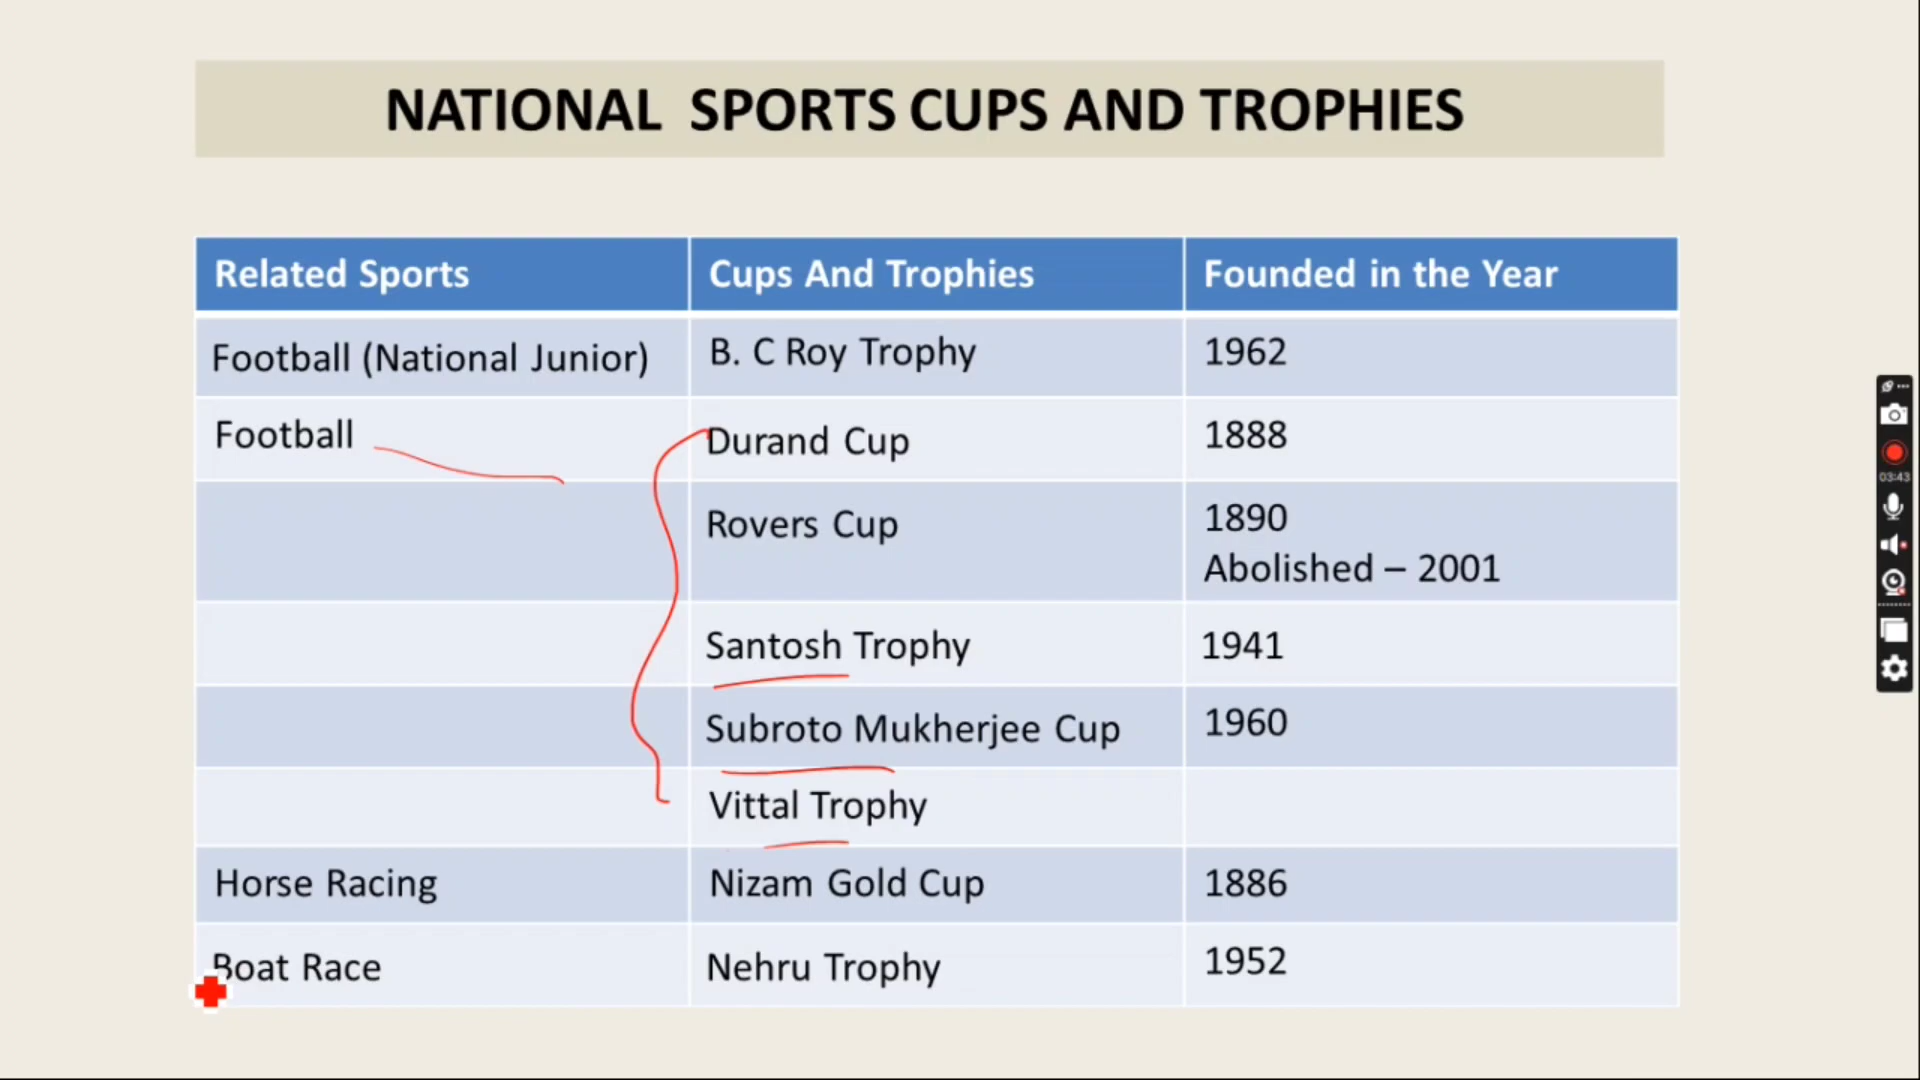 NATIONAL SPORTS CUPS AND TROPHIES
Related Sports Cups And Trophies Founded in the Year
Football (National Junior) B. C Roy Trophy 1962
Football Durand Cup 1888
Rovers Cup 1890
Abolished – 2001
Santosh Trophy 1941
Subroto Mukherjee Cup 1960
Vittal Trophy
Horse Racing Nizam Gold Cup 1886
Boat Race Nehru Trophy 1952
03:43